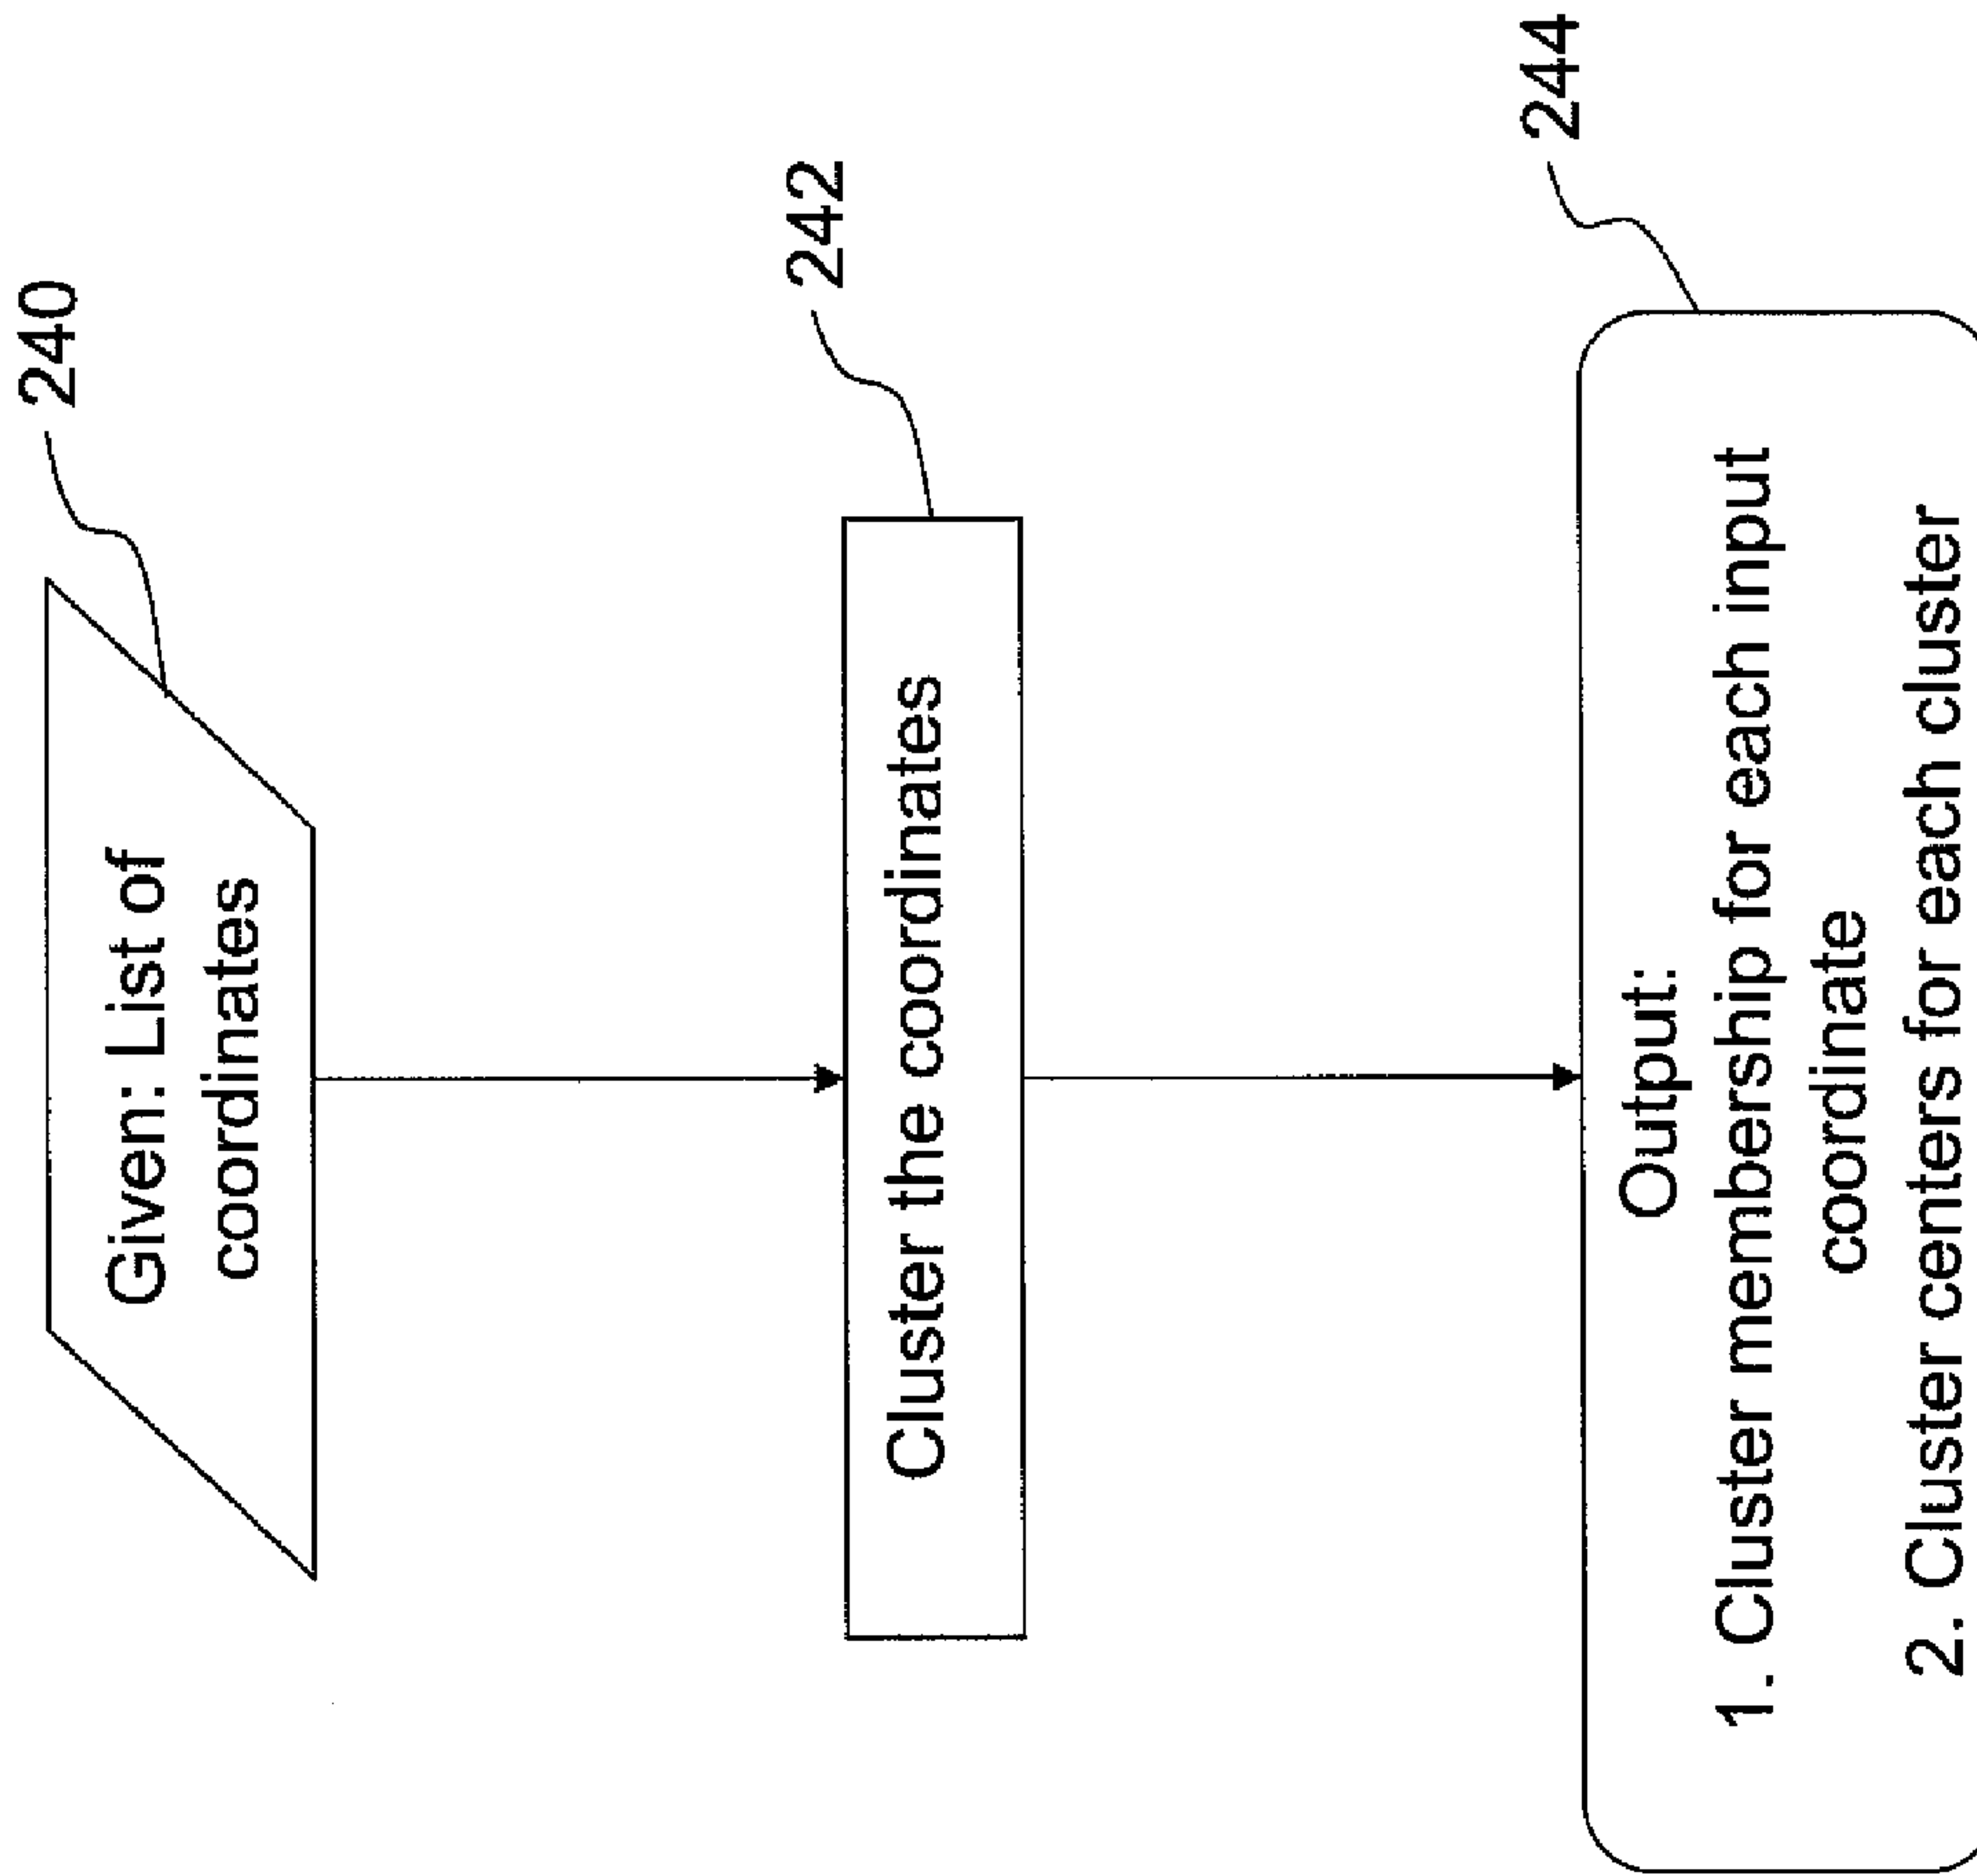 240
Given: List of
coordinates
242
Cluster the coordinates
244
Output:
1. Cluster membership for each input
coordinate
2. Cluster centers for each cluster